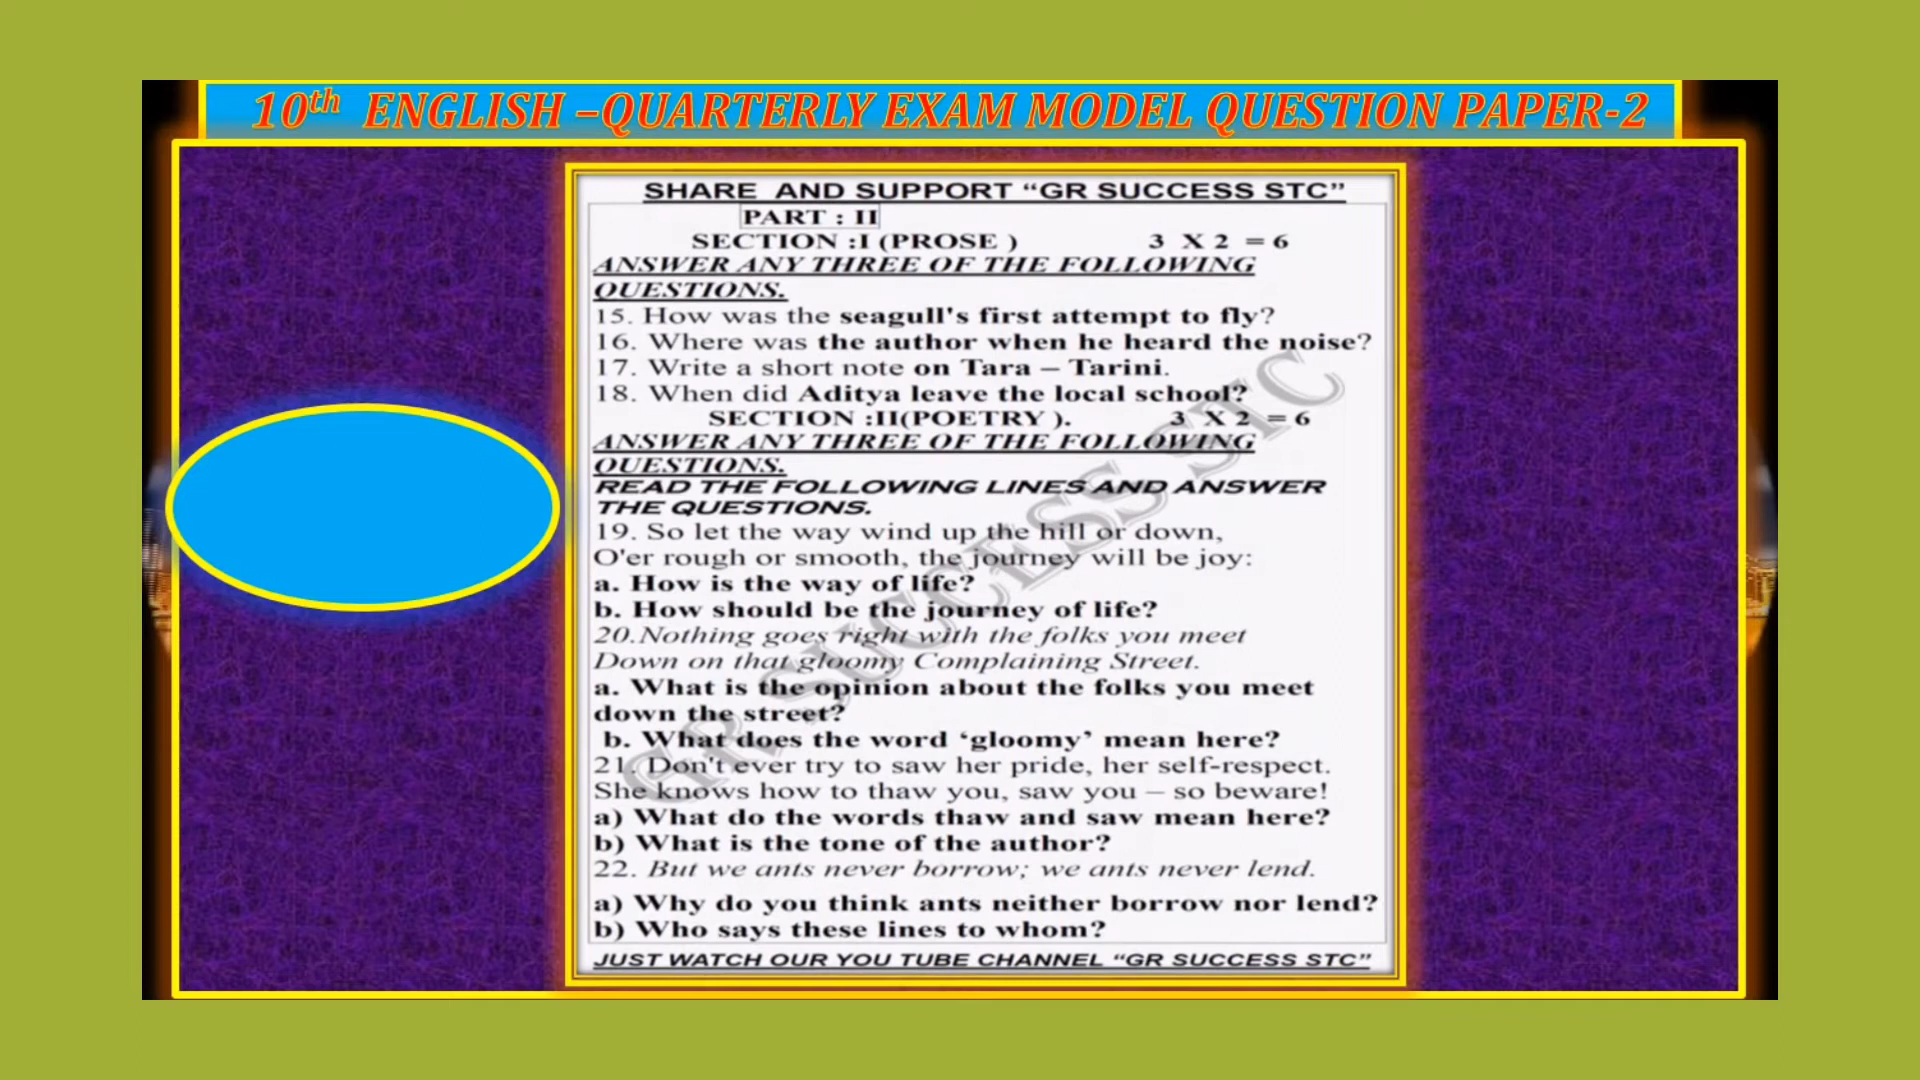 10th ENGLISH –QUARTERLY EXAM MODEL QUESTION PAPER-2
SHARE AND SUPPORT “GR SUCCESS STC”
PART : II
SECTION :I (PROSE ) 3 X 2 = 6
ANSWER ANY THREE OF THE FOLLOWING
QUESTIONS.
15. How was the seagull's first attempt to fly?
16. Where was the author when he heard the noise?
17. Write a short note on Tara – Tarini.
18. When did Aditya leave the local school?
SECTION :II(POETRY ). 3 X 2 = 6
ANSWER ANY THREE OF THE FOLLOWING
QUESTIONS.
READ THE FOLLOWING LINES AND ANSWER
THE QUESTIONS.
19. So let the way wind up the hill or down,
O'er rough or smooth, the journey will be joy:
a. How is the way of life?
b. How should be the journey of life?
20.Nothing goes right with the folks you meet
Down on that gloomy Complaining Street.
a. What is the opinion about the folks you meet
down the street?
b. What does the word ‘gloomy’ mean here?
21. Don't ever try to saw her pride, her self-respect.
She knows how to thaw you, saw you – so beware!
a) What do the words thaw and saw mean here?
b) What is the tone of the author?
22. But we ants never borrow; we ants never lend.
a) Why do you think ants neither borrow nor lend?
b) Who says these lines to whom?
JUST WATCH OUR YOU TUBE CHANNEL “GR SUCCESS STC”
GR SUCCESS STC